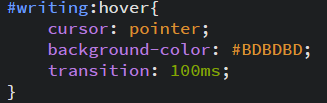 #writing:hover{
    cursor: pointer;
    background-color: #BDBDBD;
    transition: 100ms;
}